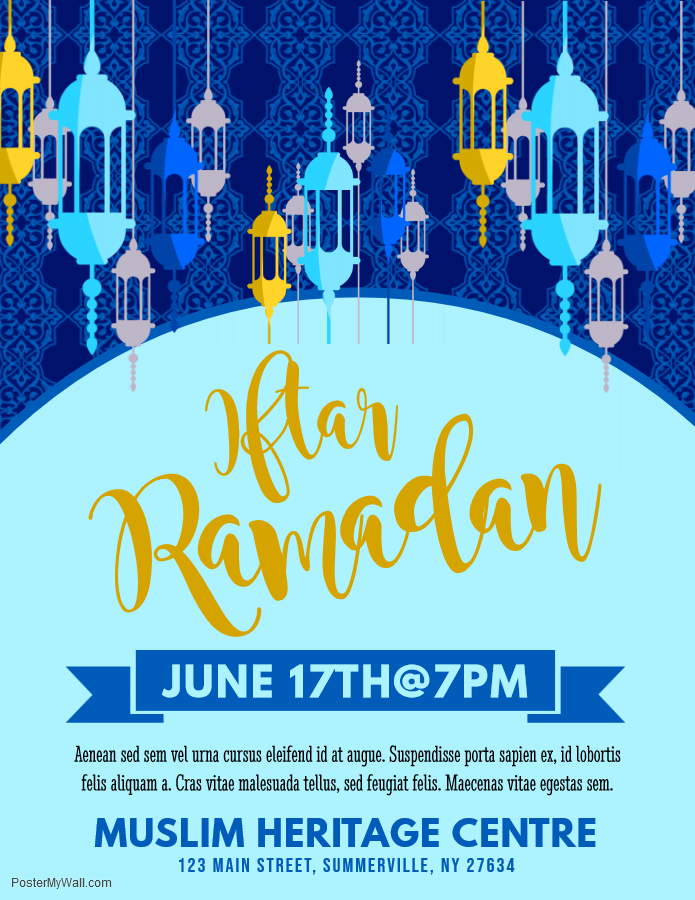 Iftar
Ramadan
JUNE 17TH@7PM
Aenean sed sem vel urna cursus eleifend id at augue. Suspendisse porta sapien ex, id lobortis
felis aliquam a. Cras vitae malesuada tellus, sed feugiat felis. Maecenas vitae egestas sem.
MUSLIM HERITAGE CENTRE
123 MAIN STREET, SUMMERVILLE, NY 27634
PosterMyWall.com